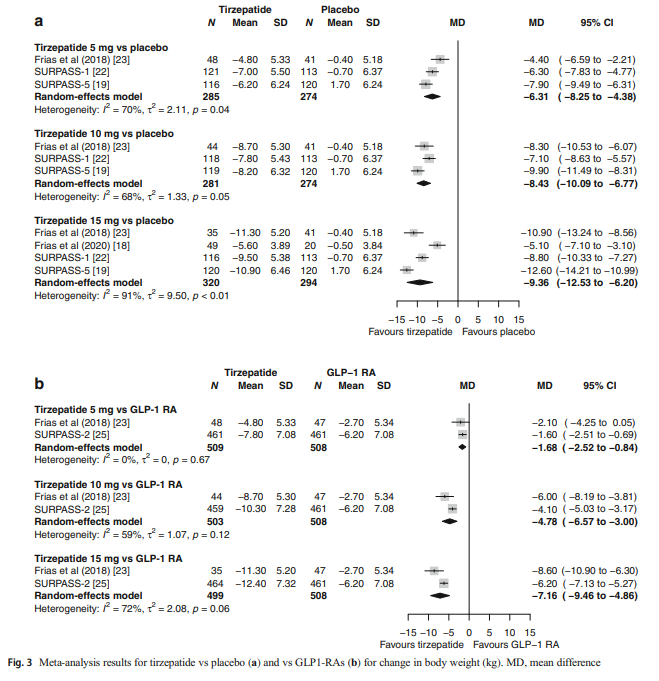 a
Tirzepatide Placebo
N Mean SD N Mean SD MD MD 95% CI
Tirzepatide 5 mg vs placebo
Frias et al (2018) [23] 48 −4.80 5.33 41 −0.40 5.18 −4.40 (−6.59 to −2.21)
SURPASS-1 [22] 121 −7.00 5.50 113 −0.70 6.37 −6.30 (−7.83 to −4.77)
SURPASS-5 [19] 116 −6.20 6.24 120 1.70 6.24 −7.90 (−9.49 to −6.31)
Random-effects model 285 274 −6.31 (−8.25 to −4.38)
Heterogeneity: I² = 70%, τ² = 2.11, p = 0.04
Tirzepatide 10 mg vs placebo
Frias et al (2018) [23] 44 −8.70 5.30 41 −0.40 5.18 −8.30 (−10.53 to −6.07)
SURPASS-1 [22] 118 −7.80 5.43 113 −0.70 6.37 −7.10 (−8.63 to −5.57)
SURPASS-5 [19] 119 −8.20 6.32 120 1.70 6.24 −9.90 (−11.49 to −8.31)
Random-effects model 281 274 −8.43 (−10.09 to −6.77)
Heterogeneity: I² = 68%, τ² = 1.33, p = 0.05
Tirzepatide 15 mg vs placebo
Frias et al (2018) [23] 35 −11.30 5.20 41 −0.40 5.18 −10.90 (−13.24 to −8.56)
Frias et al (2020) [18] 49 −5.60 3.89 20 −0.50 3.84 −5.10 (−7.10 to −3.10)
SURPASS-1 [22] 116 −9.50 5.38 113 −0.70 6.37 −8.80 (−10.33 to −7.27)
SURPASS-5 [19] 120 −10.90 6.46 120 1.70 6.24 −12.60 (−14.21 to −10.99)
Random-effects model 320 294 −9.36 (−12.53 to −6.20)
Heterogeneity: I² = 91%, τ² = 9.50, p < 0.01
−15 −10 −5 0 5 10 15
Favours tirzepatide Favours placebo
b
Tirzepatide GLP−1 RA
N Mean SD N Mean SD MD MD 95% CI
Tirzepatide 5 mg vs GLP-1 RA
Frias et al (2018) [23] 48 −4.80 5.33 47 −2.70 5.34 −2.10 (−4.25 to 0.05)
SURPASS-2 [25] 461 −7.80 7.08 461 −6.20 7.08 −1.60 (−2.51 to −0.69)
Random-effects model 509 508 −1.68 (−2.52 to −0.84)
Heterogeneity: I² = 0%, τ² = 0, p = 0.67
Tirzepatide 10 mg vs GLP-1 RA
Frias et al (2018) [23] 44 −8.70 5.30 47 −2.70 5.34 −6.00 (−8.19 to −3.81)
SURPASS-2 [25] 459 −10.30 7.28 461 −6.20 7.08 −4.10 (−5.03 to −3.17)
Random-effects model 503 508 −4.78 (−6.57 to −3.00)
Heterogeneity: I² = 59%, τ² = 1.07, p = 0.12
Tirzepatide 15 mg vs GLP-1 RA
Frias et al (2018) [23] 35 −11.30 5.20 47 −2.70 5.34 −8.60 (−10.90 to −6.30)
SURPASS-2 [25] 464 −12.40 7.32 461 −6.20 7.08 −6.20 (−7.13 to −5.27)
Random-effects model 499 508 −7.16 (−9.46 to −4.86)
Heterogeneity: I² = 72%, τ² = 2.08, p = 0.06
−15 −10 −5 0 5 10 15
Favours tirzepatide Favours GLP−1 RA
Fig. 3 Meta-analysis results for tirzepatide vs placebo (a) and vs GLP1-RAs (b) for change in body weight (kg). MD, mean difference